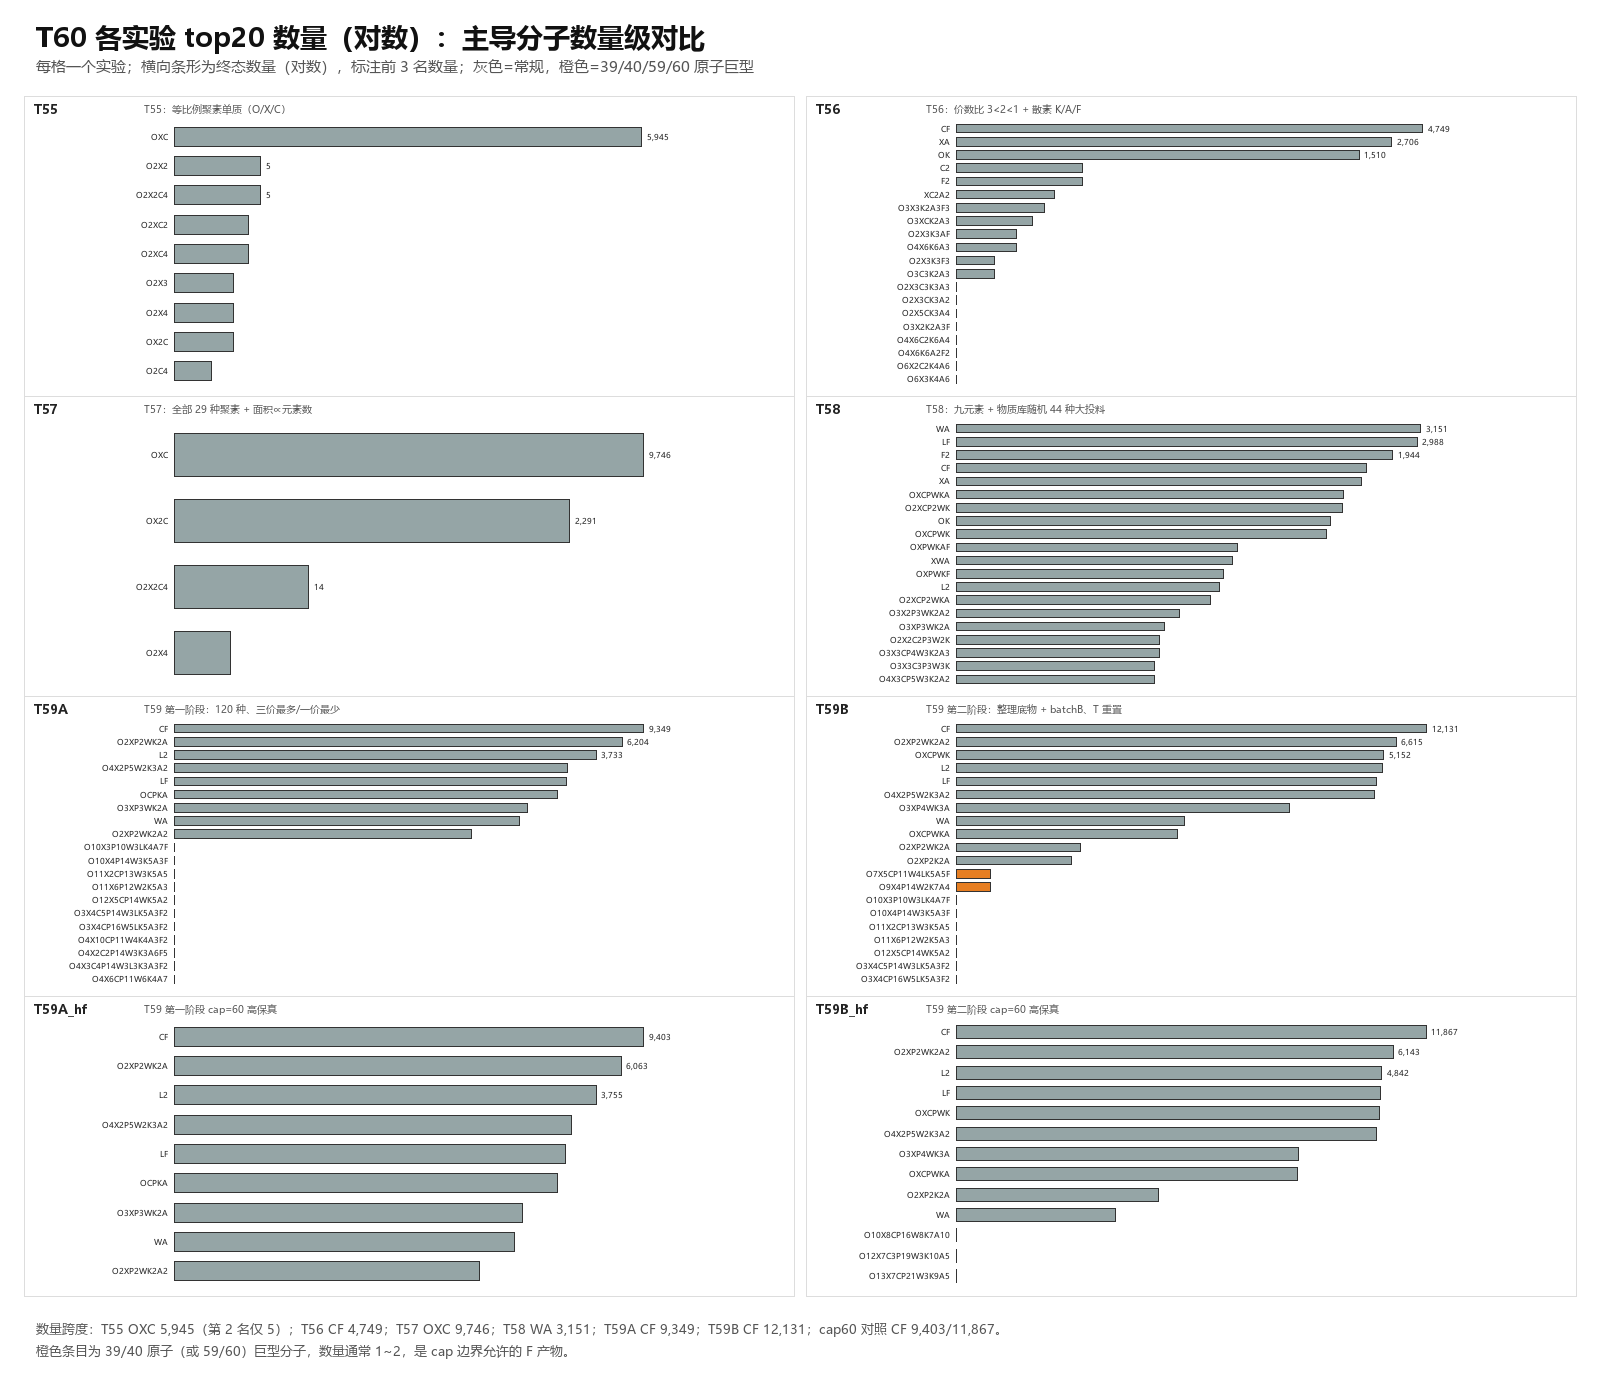 T60 各实验 top20 数量（对数）：主导分子数量级对比
每格一个实验；横向条形为终态数量（对数），标注前 3 名数量；灰色=常规，橙色=39/40/59/60 原子巨型
T55 T55：等比例聚素单质（O/X/C）
OXC 5,945
O2X2 5
O2X2C4 5
O2XC2
O2XC4
O2X3
O2X4
OX2C
O2C4
T56 T56：价数比 3<2<1 + 散素 K/A/F
CF 4,749
XA 2,706
OK 1,510
C2
F2
XC2A2
O3X3K2A3F3
O3XCK2A3
O2X3K3AF
O4X6K6A3
O2X3K3F3
O3C3K2A3
O2X3C3K3A3
O2X3CK3A2
O2X5CK3A4
O3X2K2A3F
O4X6C2K6A4
O4X6K6A2F2
O6X2C2K4A6
O6X3K4A6
T57 T57：全部 29 种聚素 + 面积∝元素数
OXC 9,746
OX2C 2,291
O2X2C4 14
O2X4
T58 T58：九元素 + 物质库随机 44 种大投料
WA 3,151
LF 2,988
F2 1,944
CF
XA
OXCPWKA
O2XCP2WK
OK
OXCPWK
OXPWKAF
XWA
OXPWKF
L2
O2XCP2WKA
O3X2P3WK2A2
O3XP3WK2A
O2X2C2P3W2K
O3X3CP4W3K2A3
O3X3C3P3W3K
O4X3CP5W3K2A2
T59A T59 第一阶段：120 种、三价最多/一价最少
CF 9,349
O2XP2WK2A 6,204
L2 3,733
O4X2P5W2K3A2
LF
OCPKA
O3XP3WK2A
WA
O2XP2WK2A2
O10X3P10W3LK4A7F
O10X4P14W3K5A3F
O11X2CP13W3K5A5
O11X6P12W2K5A3
O12X5CP14WK5A2
O3X4C5P14W3LK5A3F2
O3X4CP16W5LK5A3F2
O4X10CP11W4K4A3F2
O4X2C2P14W3K3A6F5
O4X3C4P14W3L3K3A3F2
O4X6CP11W6K4A7
T59B T59 第二阶段：整理底物 + batchB、T 重置
CF 12,131
O2XP2WK2A2 6,615
OXCPWK 5,152
L2
LF
O4X2P5W2K3A2
O3XP4WK3A
WA
OXCPWKA
O2XP2WK2A
O2XP2K2A
O7X5CP11W4LK5A5F
O9X4P14W2K7A4
O10X3P10W3LK4A7F
O10X4P14W3K5A3F
O11X2CP13W3K5A5
O11X6P12W2K5A3
O12X5CP14WK5A2
O3X4C5P14W3LK5A3F2
O3X4CP16W5LK5A3F2
T59A_hf T59 第一阶段 cap=60 高保真
CF 9,403
O2XP2WK2A 6,063
L2 3,755
O4X2P5W2K3A2
LF
OCPKA
O3XP3WK2A
WA
O2XP2WK2A2
T59B_hf T59 第二阶段 cap=60 高保真
CF 11,867
O2XP2WK2A2 6,143
L2 4,842
LF
OXCPWK
O4X2P5W2K3A2
O3XP4WK3A
OXCPWKA
O2XP2K2A
WA
O10X8CP16W8K7A10
O12X7C3P19W3K10A5
O13X7CP21W3K9A5
数量跨度：T55 OXC 5,945（第 2 名仅 5）；T56 CF 4,749；T57 OXC 9,746；T58 WA 3,151；T59A CF 9,349；T59B CF 12,131；cap60 对照 CF 9,403/11,867。
橙色条目为 39/40 原子（或 59/60）巨型分子，数量通常 1~2，是 cap 边界允许的 F 产物。